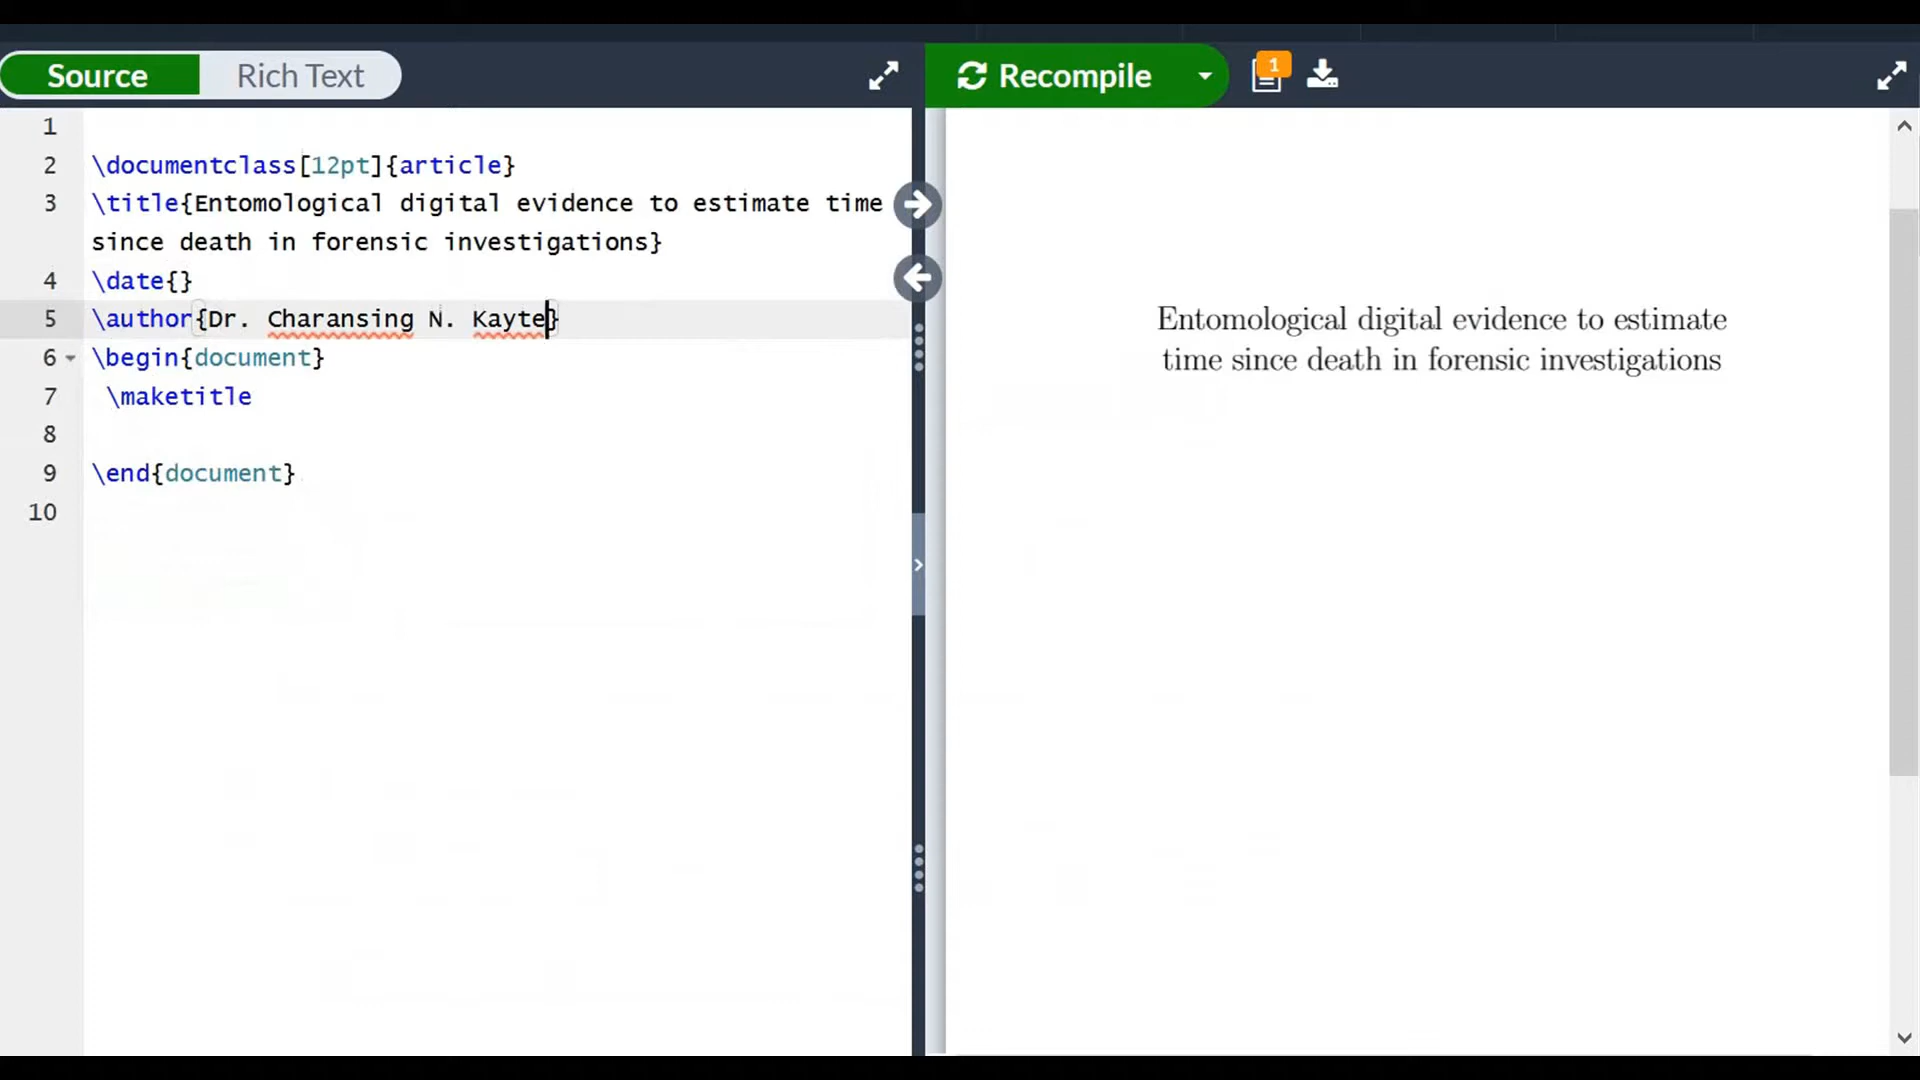 Source Rich Text
Recompile 1
1
2 \documentclass[12pt]{article}
3 \title{Entomological digital evidence to estimate time
since death in forensic investigations}
4 \date{}
5 \author{Dr. Charansing N. Kayte}
6 \begin{document}
7 \maketitle
8
9 \end{document}
10
Entomological digital evidence to estimate
time since death in forensic investigations